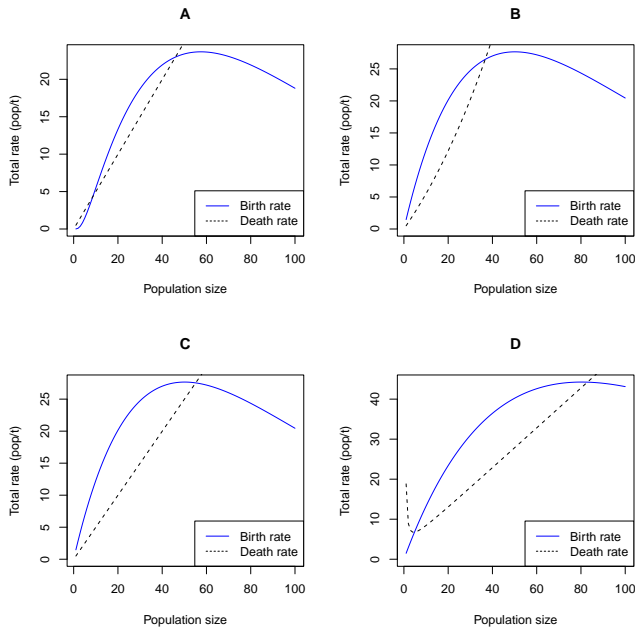 A
Total rate (pop/t)
0 5 10 15 20
Birth rate
Death rate
0 20 40 60 80 100
Population size
B
Total rate (pop/t)
0 5 10 15 20 25
Birth rate
Death rate
0 20 40 60 80 100
Population size
C
Total rate (pop/t)
0 5 10 15 20 25
Birth rate
Death rate
0 20 40 60 80 100
Population size
D
Total rate (pop/t)
0 10 20 30 40
Birth rate
Death rate
0 20 40 60 80 100
Population size